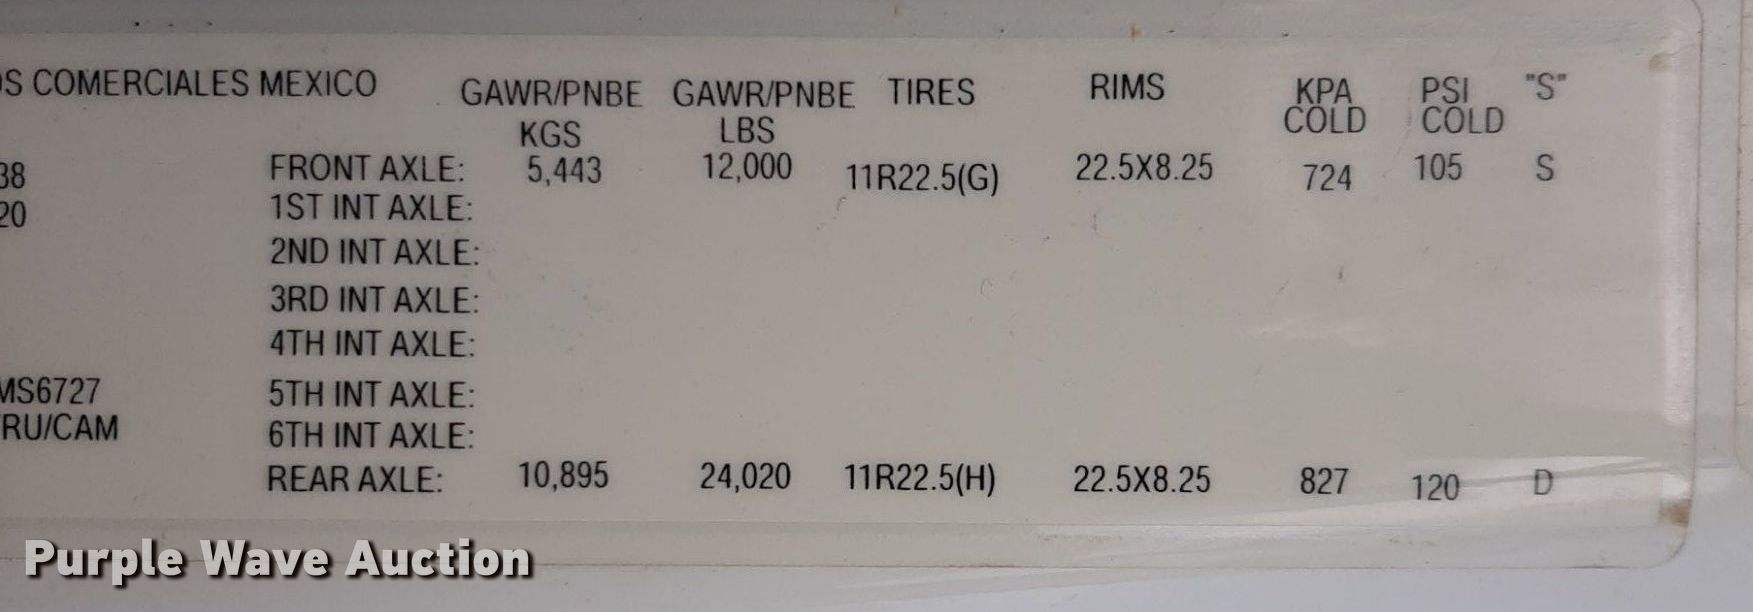 OS COMERCIALES MEXICO GAWR/PNBE GAWR/PNBE TIRES RIMS KPA PSI "S"
KGS LBS COLD COLD
38 FRONT AXLE: 5,443 12,000 11R22.5(G) 22.5X8.25 724 105 S
20 1ST INT AXLE:
2ND INT AXLE:
3RD INT AXLE:
4TH INT AXLE:
MS6727 5TH INT AXLE:
RU/CAM 6TH INT AXLE:
REAR AXLE: 10,895 24,020 11R22.5(H) 22.5X8.25 827 120 D
Purple Wave Auction